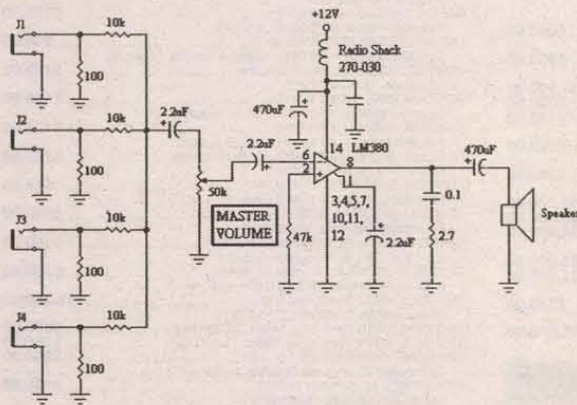 +12V
J1
10k
100
Radio Shack
270-030
470uF
J2
10k
100
2.2uF
2.2uF
14
LM380
6
2
8
1
470uF
50k
MASTER
VOLUME
3,4,5,7,
10,11,
12
0.1
Speaker
J3
10k
100
47k
2.2uF
2.7
J4
10k
100